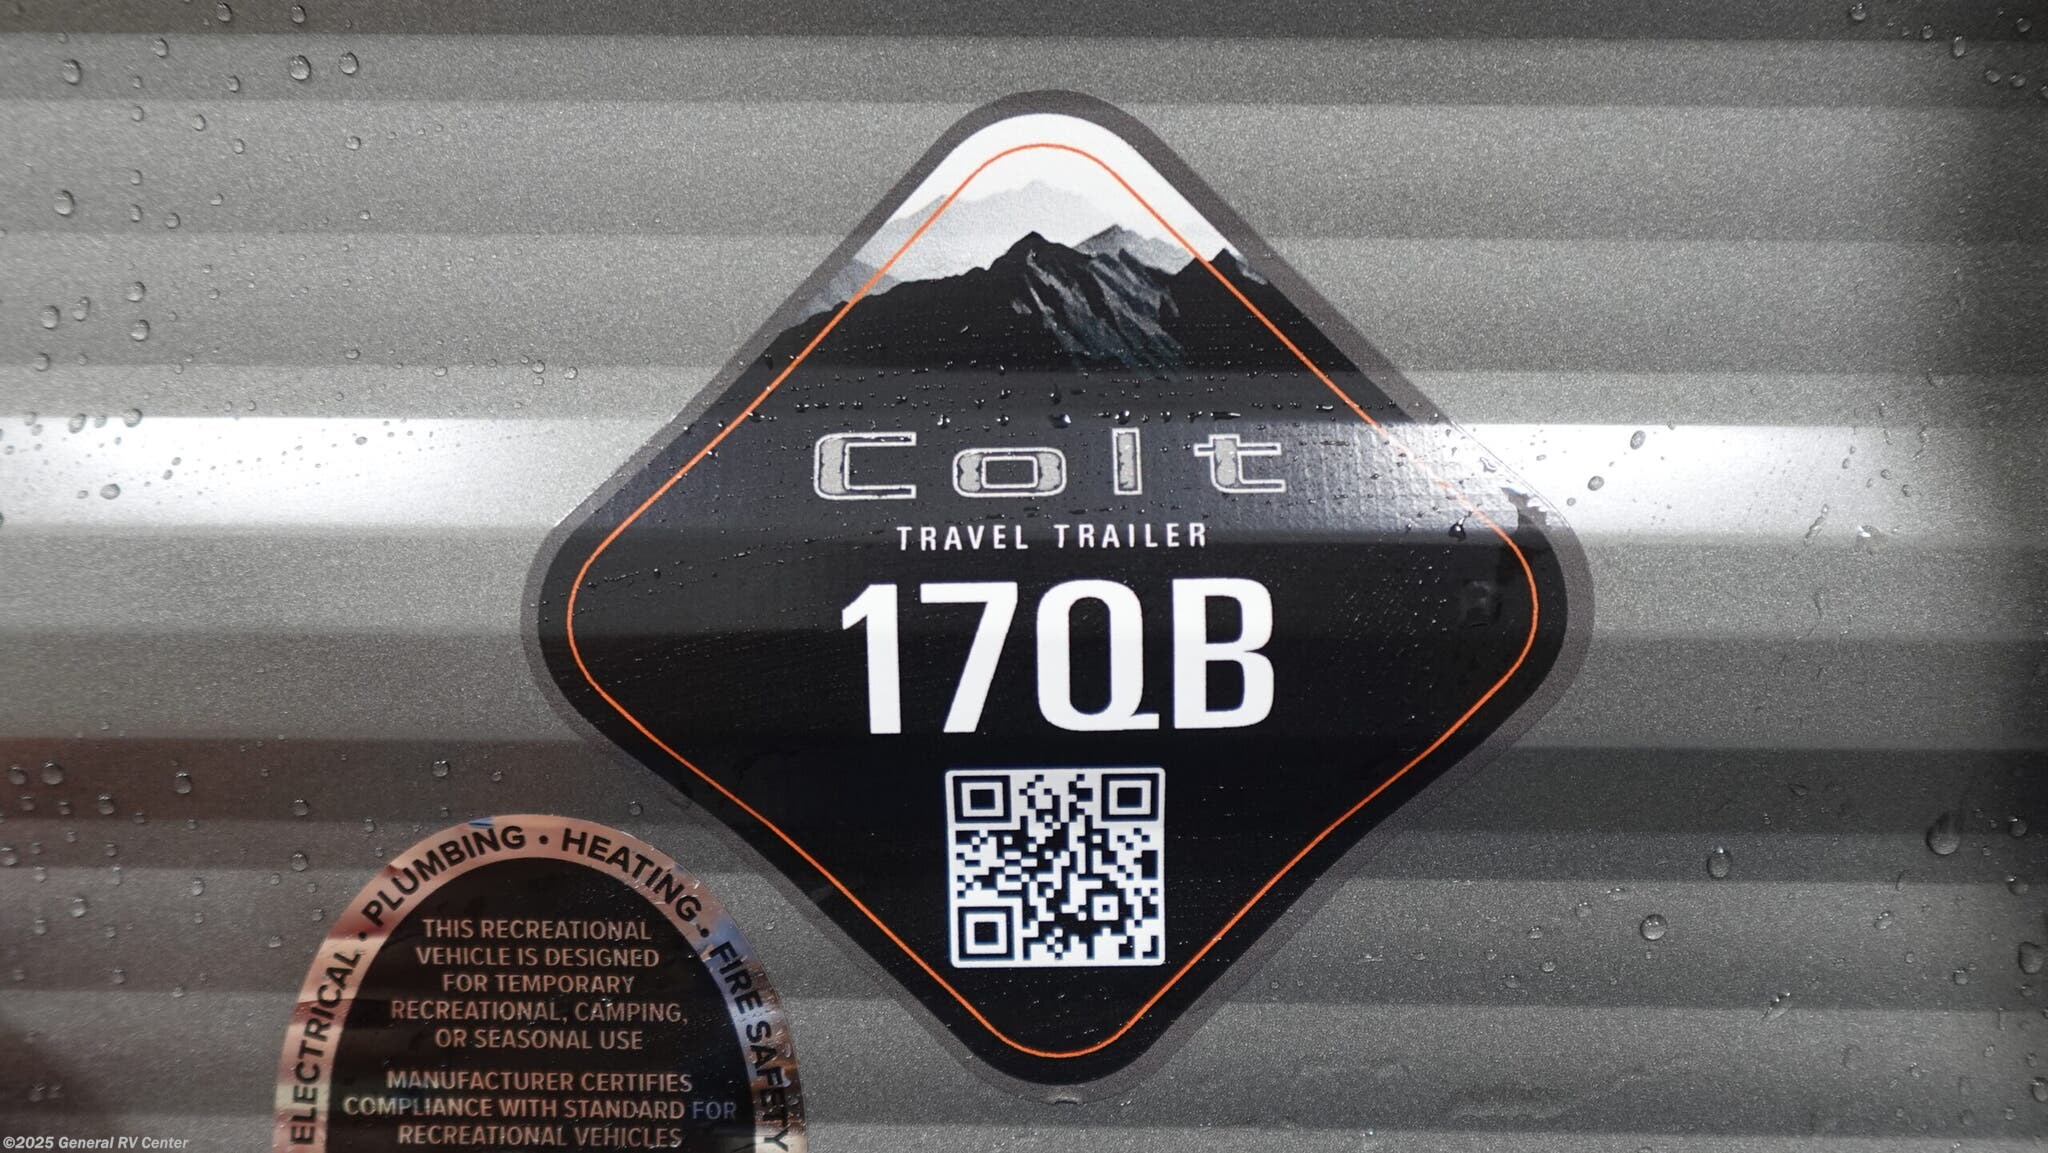 Colt
TRAVEL TRAILER
17QB
ELECTRICAL • PLUMBING • HEATING • FIRE SAFETY
THIS RECREATIONAL
VEHICLE IS DESIGNED
FOR TEMPORARY
RECREATIONAL, CAMPING,
OR SEASONAL USE
MANUFACTURER CERTIFIES
COMPLIANCE WITH STANDARD FOR
RECREATIONAL VEHICLES
©2025 General RV Center